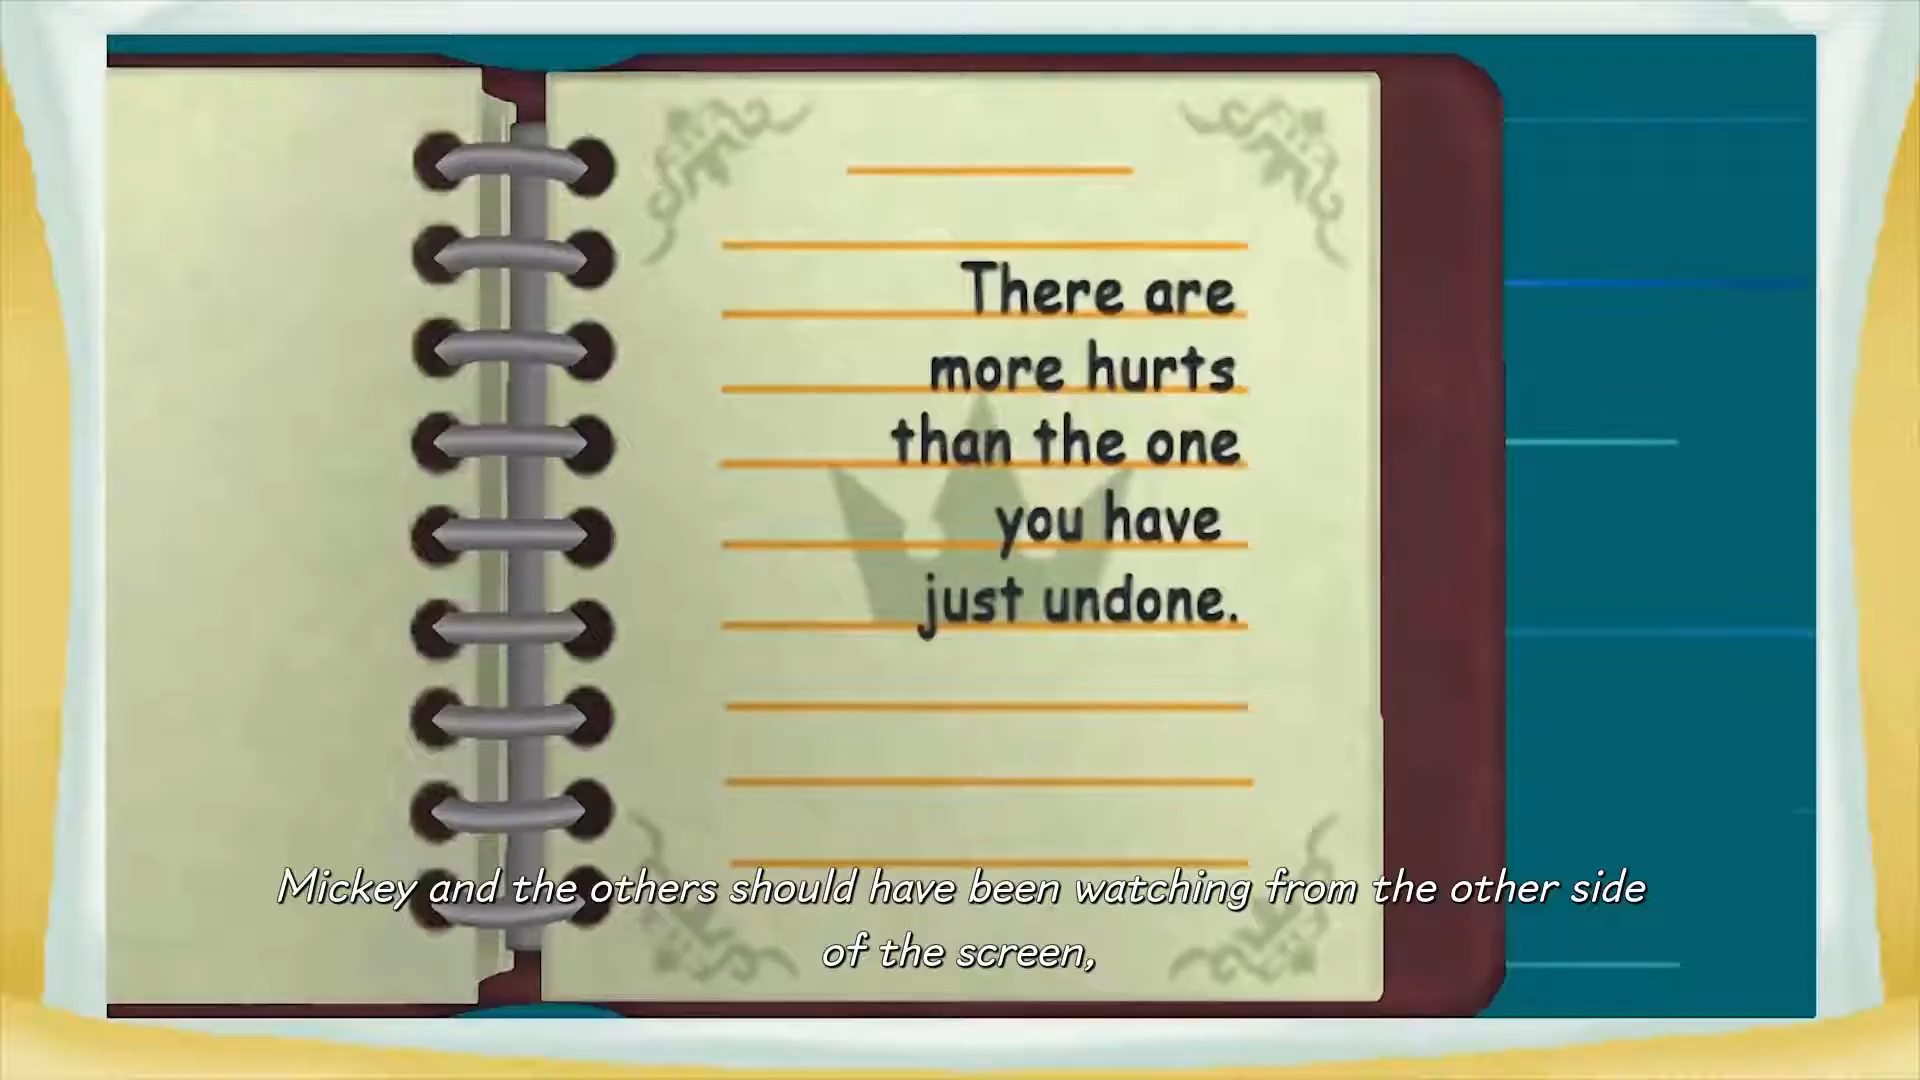 There are
more hurts
than the one
you have
just undone.
Mickey and the others should have been watching from the other side
of the screen,